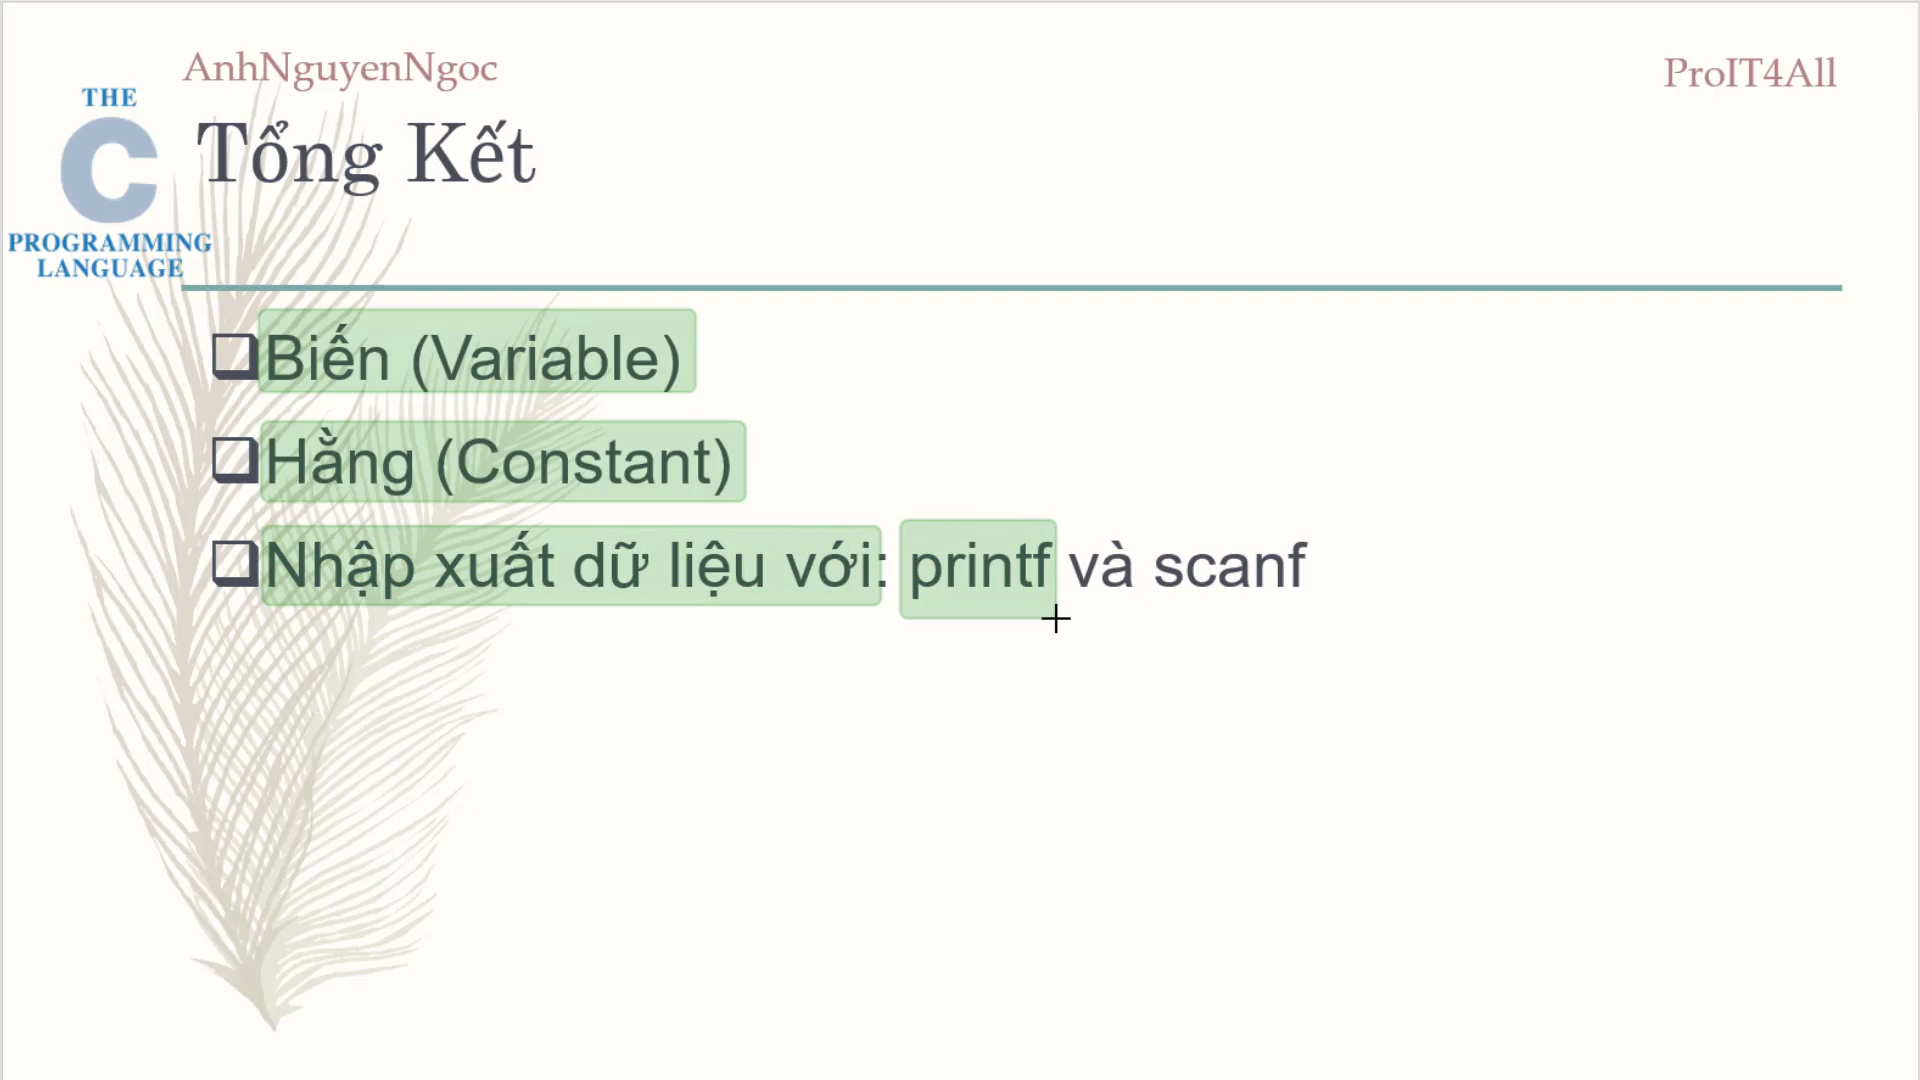 AnhNguyenNgoc
ProIT4All
THE
C
PROGRAMMING
LANGUAGE
Tổng Kết
Biến (Variable)
Hằng (Constant)
Nhập xuất dữ liệu với: printf và scanf